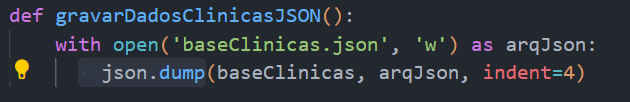 def gravarDadosClinicasJSON():
    with open('baseClinicas.json', 'w') as arqJson:
        json.dump(baseClinicas, arqJson, indent=4)